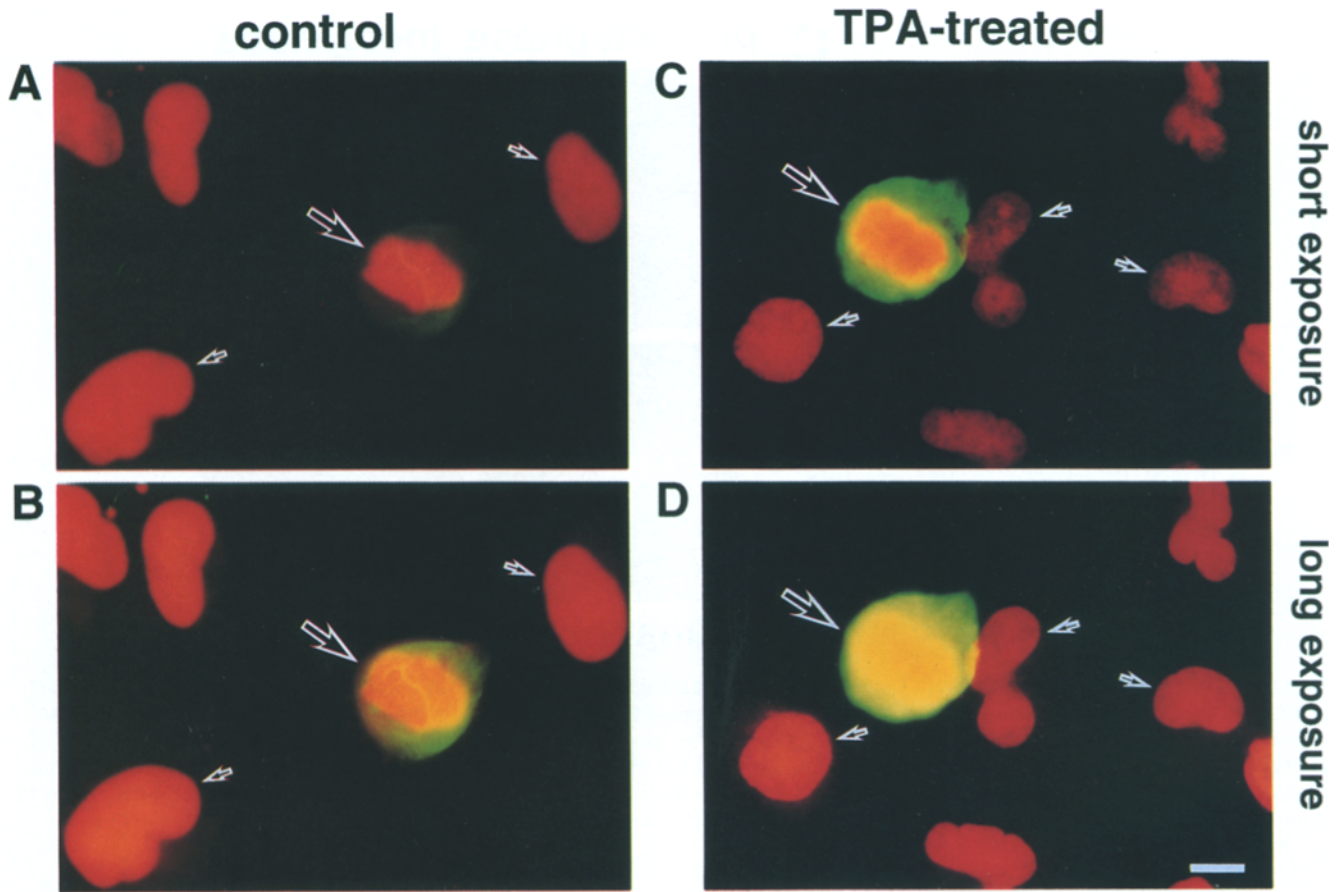 control
TPA-treated
A
C
short exposure
B
D
long exposure